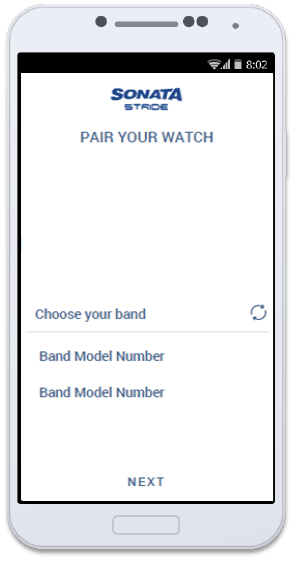 8:02
SONATA
STRIDE
PAIR YOUR WATCH
Choose your band
Band Model Number
Band Model Number
NEXT